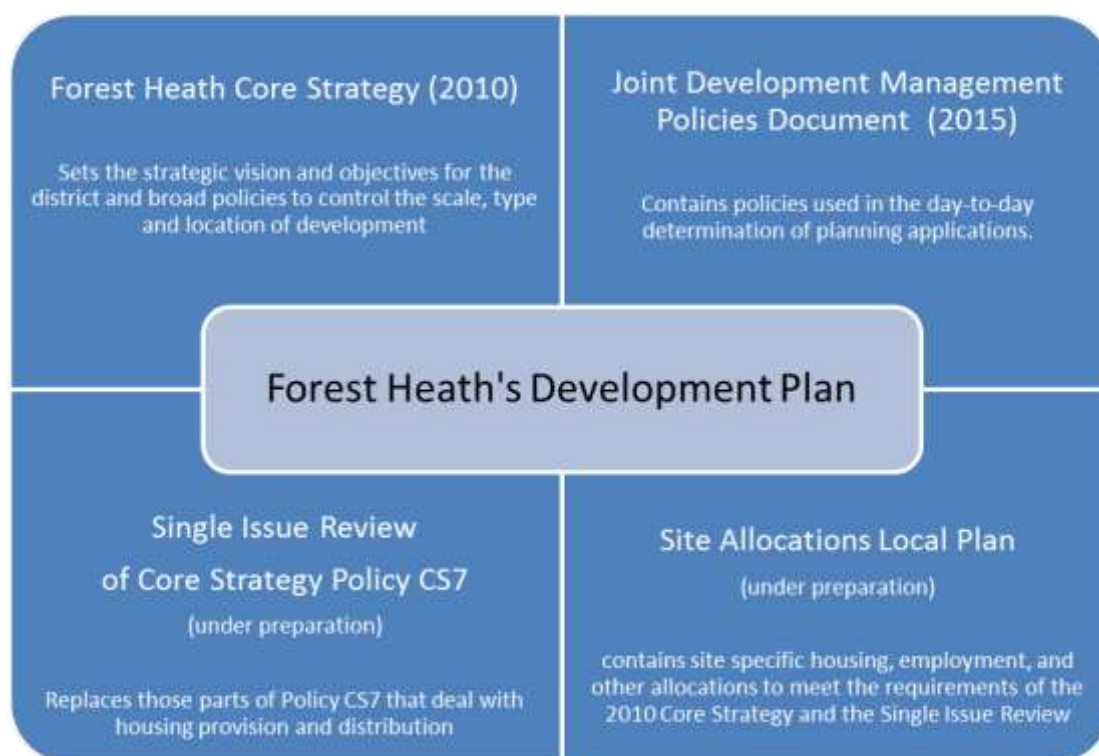 Forest Heath Core Strategy (2010)
Sets the strategic vision and objectives for the
district and broad policies to control the scale, type
and location of development
Joint Development Management
Policies Document (2015)
Contains policies used in the day-to-day
determination of planning applications.
Forest Heath's Development Plan
Single Issue Review
of Core Strategy Policy CS7
(under preparation)
Replaces those parts of Policy CS7 that deal with
housing provision and distribution
Site Allocations Local Plan
(under preparation)
contains site specific housing, employment, and
other allocations to meet the requirements of the
2010 Core Strategy and the Single Issue Review